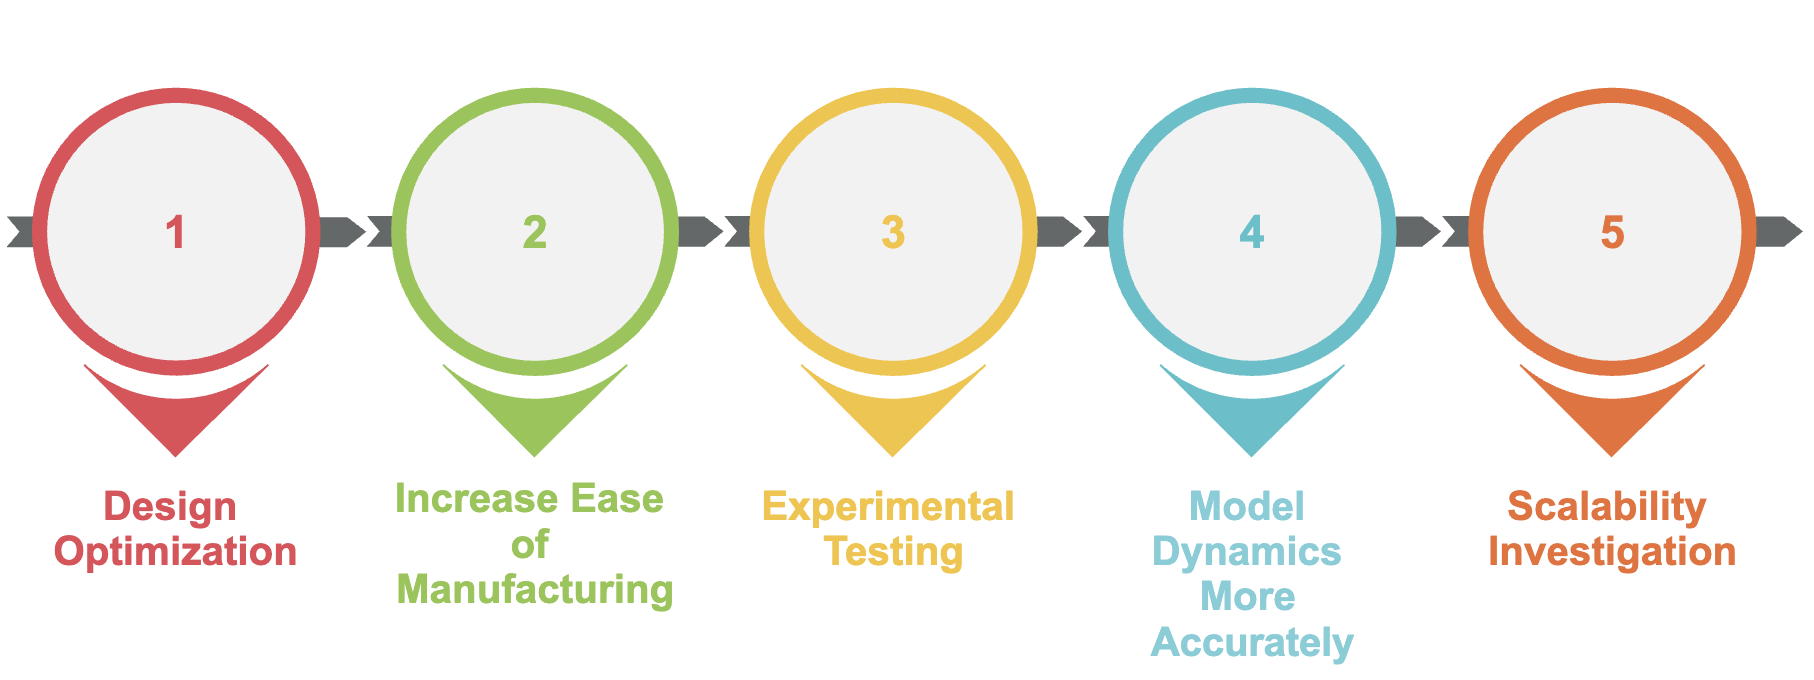 1
2
3
4
5
Design
Optimization
Increase Ease
of
Manufacturing
Experimental
Testing
Model
Dynamics
More
Accurately
Scalability
Investigation